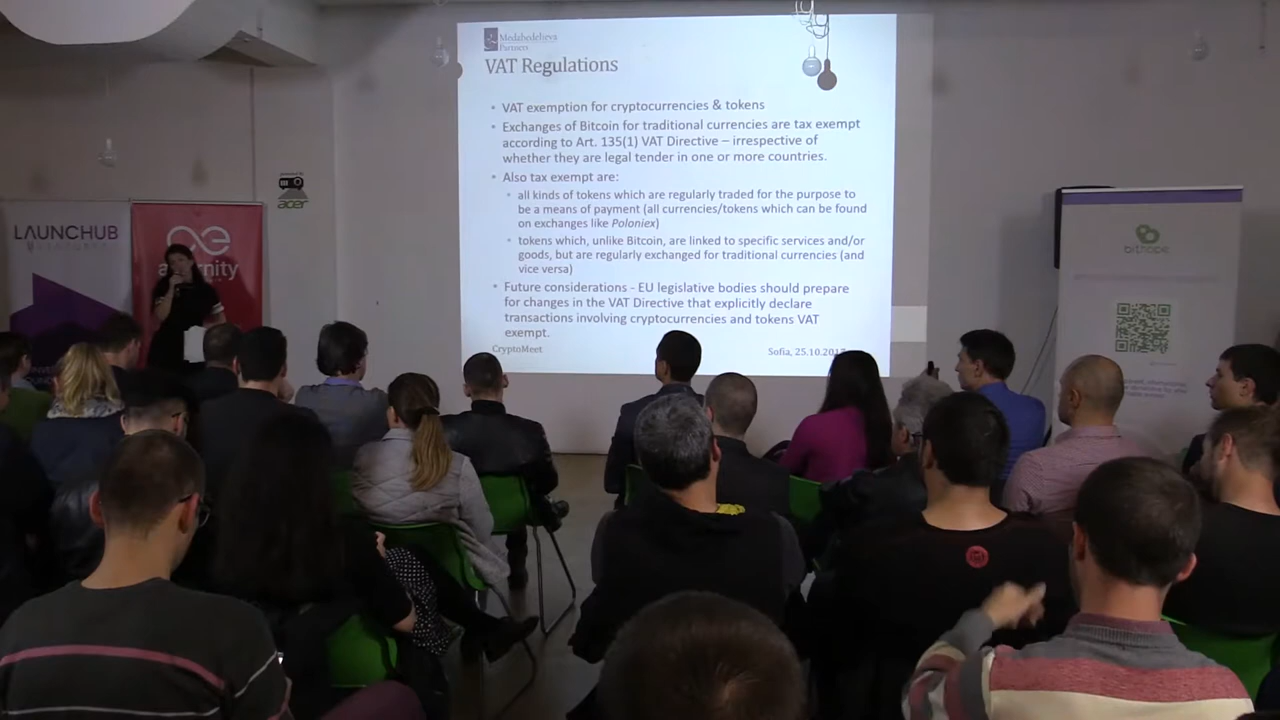 Medarbedelieva
Partners
VAT Regulations
• VAT exemption for cryptocurrencies & tokens
• Exchanges of Bitcoin for traditional currencies are tax exempt
according to Art. 135(1) VAT Directive – irrespective of
whether they are legal tender in one or more countries.
• Also tax exempt are:
• all kinds of tokens which are regularly traded for the purpose to
be a means of payment (all currencies/tokens which can be found
on exchanges like Poloniex)
• tokens which, unlike Bitcoin, are linked to specific services and/or
goods, but are regularly exchanged for traditional currencies (and
vice versa)
• Future considerations - EU legislative bodies should prepare
for changes in the VAT Directive that explicitly declare
transactions involving cryptocurrencies and tokens VAT
exempt.
CryptoMeet
Sofia, 25.10.2017
LAUNCHUB
VENTURES
acer
bithope